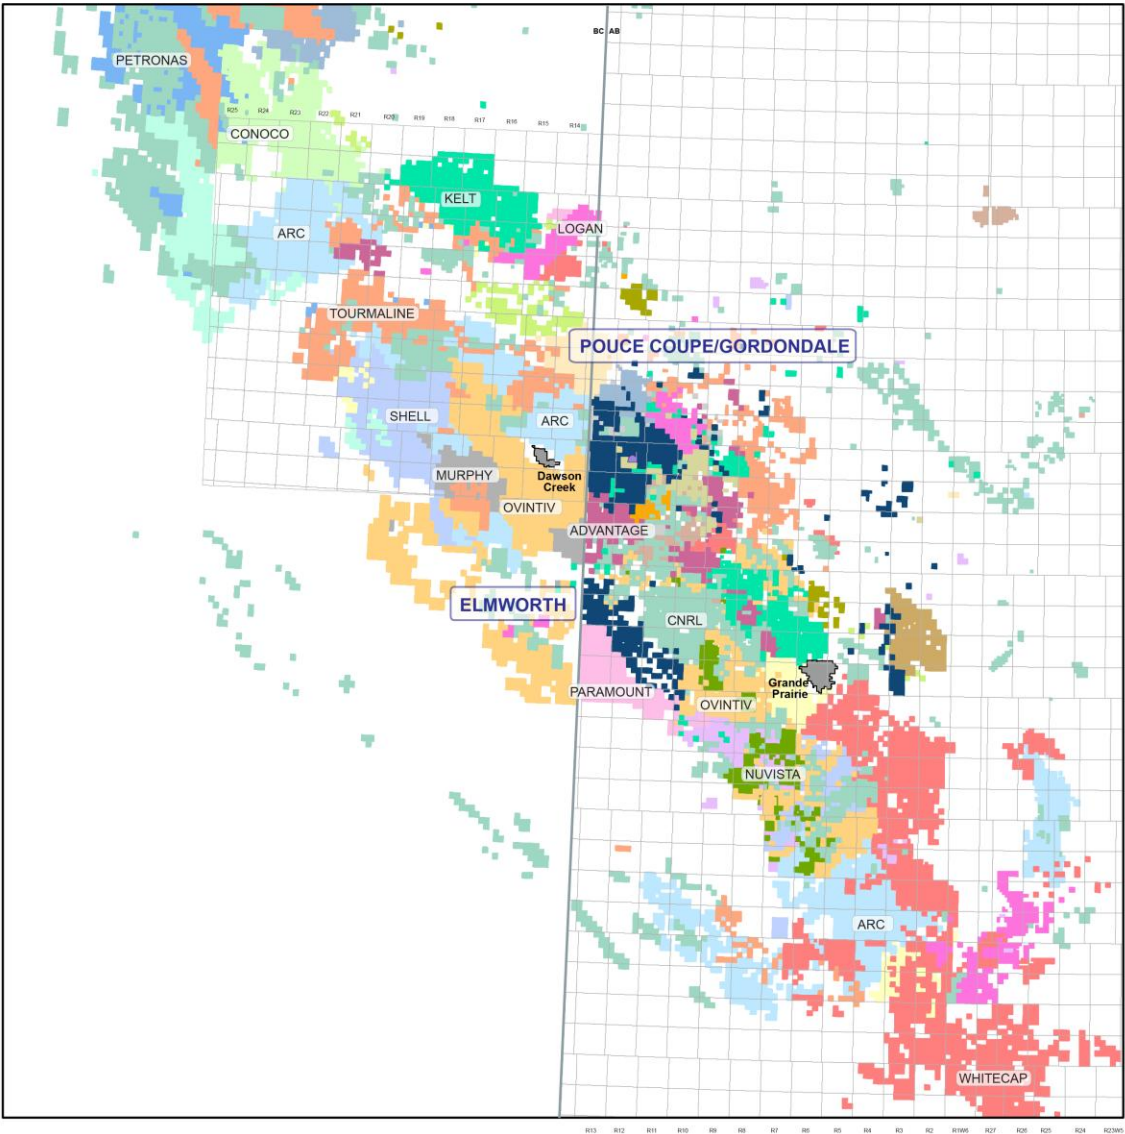 BC AB
PETRONAS
R25 R24 R23 R22 R21 R20 R19 R18 R17 R16 R15 R14
CONOCO
KELT
LOGAN
ARC
TOURMALINE
POUCE COUPE/GORDONDALE
SHELL
ARC
MURPHY
Dawson
Creek
OVINTIV
ADVANTAGE
ELMWORTH
CNRL
Grande
Prairie
PARAMOUNT
OVINTIV
NUVISTA
ARC
WHITECAP
R13 R12 R11 R10 R9 R8 R7 R6 R5 R4 R3 R2 R1W6 R27 R26 R25 R24 R23W5